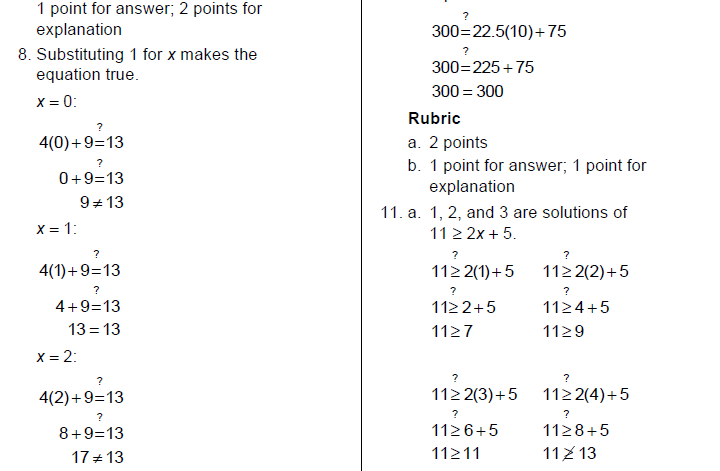 1 point for answer; 2 points for
explanation
8. Substituting 1 for x makes the
equation true.
x = 0:
?
4(0)+9=13
?
0+9=13
9≠13
x = 1:
?
4(1)+9=13
?
4+9=13
13=13
x = 2:
?
4(2)+9=13
?
8+9=13
17≠13
?
300=22.5(10)+75
?
300=225+75
300=300
Rubric
a. 2 points
b. 1 point for answer; 1 point for
explanation
11. a. 1, 2, and 3 are solutions of
11 ≥ 2x + 5.
? ?
11≥2(1)+5 11≥2(2)+5
? ?
11≥2+5 11≥4+5
11≥7 11≥9
? ?
11≥2(3)+5 11≥2(4)+5
? ?
11≥6+5 11≥8+5
11≥11 11≱13